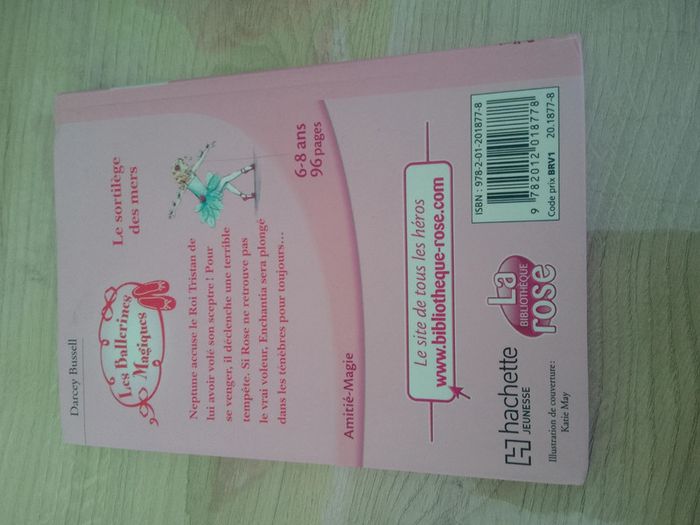 Darcey Bussell
Les Ballerines
Magiques
Le sortilège
des mers
Neptune accuse le Roi Tristan de
lui avoir volé son sceptre ! Pour
se venger, il déclenche une terrible
tempête. Si Rose ne retrouve pas
le vrai voleur, Enchantia sera plongé
dans les ténèbres pour toujours...
6-8 ans
96 pages
Amitié-Magie
Le site de tous les héros
www.bibliotheque-rose.com
hachette
JEUNESSE
La
BIBLIOTHÈQUE
rose
ISBN : 978-2-01-201877-8
9 782012 018778
Code prix BRV1 20.1877-8
Illustration de couverture :
Katie May